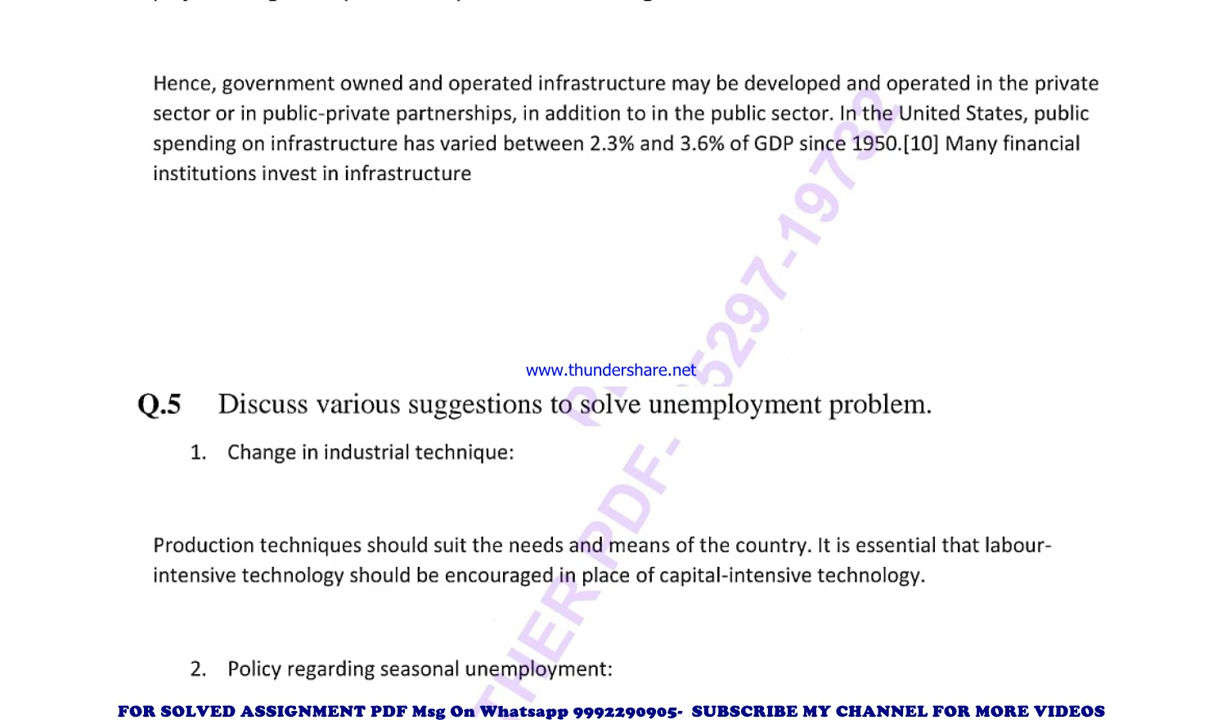 Hence, government owned and operated infrastructure may be developed and operated in the private
sector or in public-private partnerships, in addition to in the public sector. In the United States, public
spending on infrastructure has varied between 2.3% and 3.6% of GDP since 1950.[10] Many financial
institutions invest in infrastructure
www.thundershare.net
Q.5 Discuss various suggestions to solve unemployment problem.
1. Change in industrial technique:
Production techniques should suit the needs and means of the country. It is essential that labour-
intensive technology should be encouraged in place of capital-intensive technology.
2. Policy regarding seasonal unemployment:
FOR SOLVED ASSIGNMENT PDF Msg On Whatsapp 9992290905- SUBSCRIBE MY CHANNEL FOR MORE VIDEOS